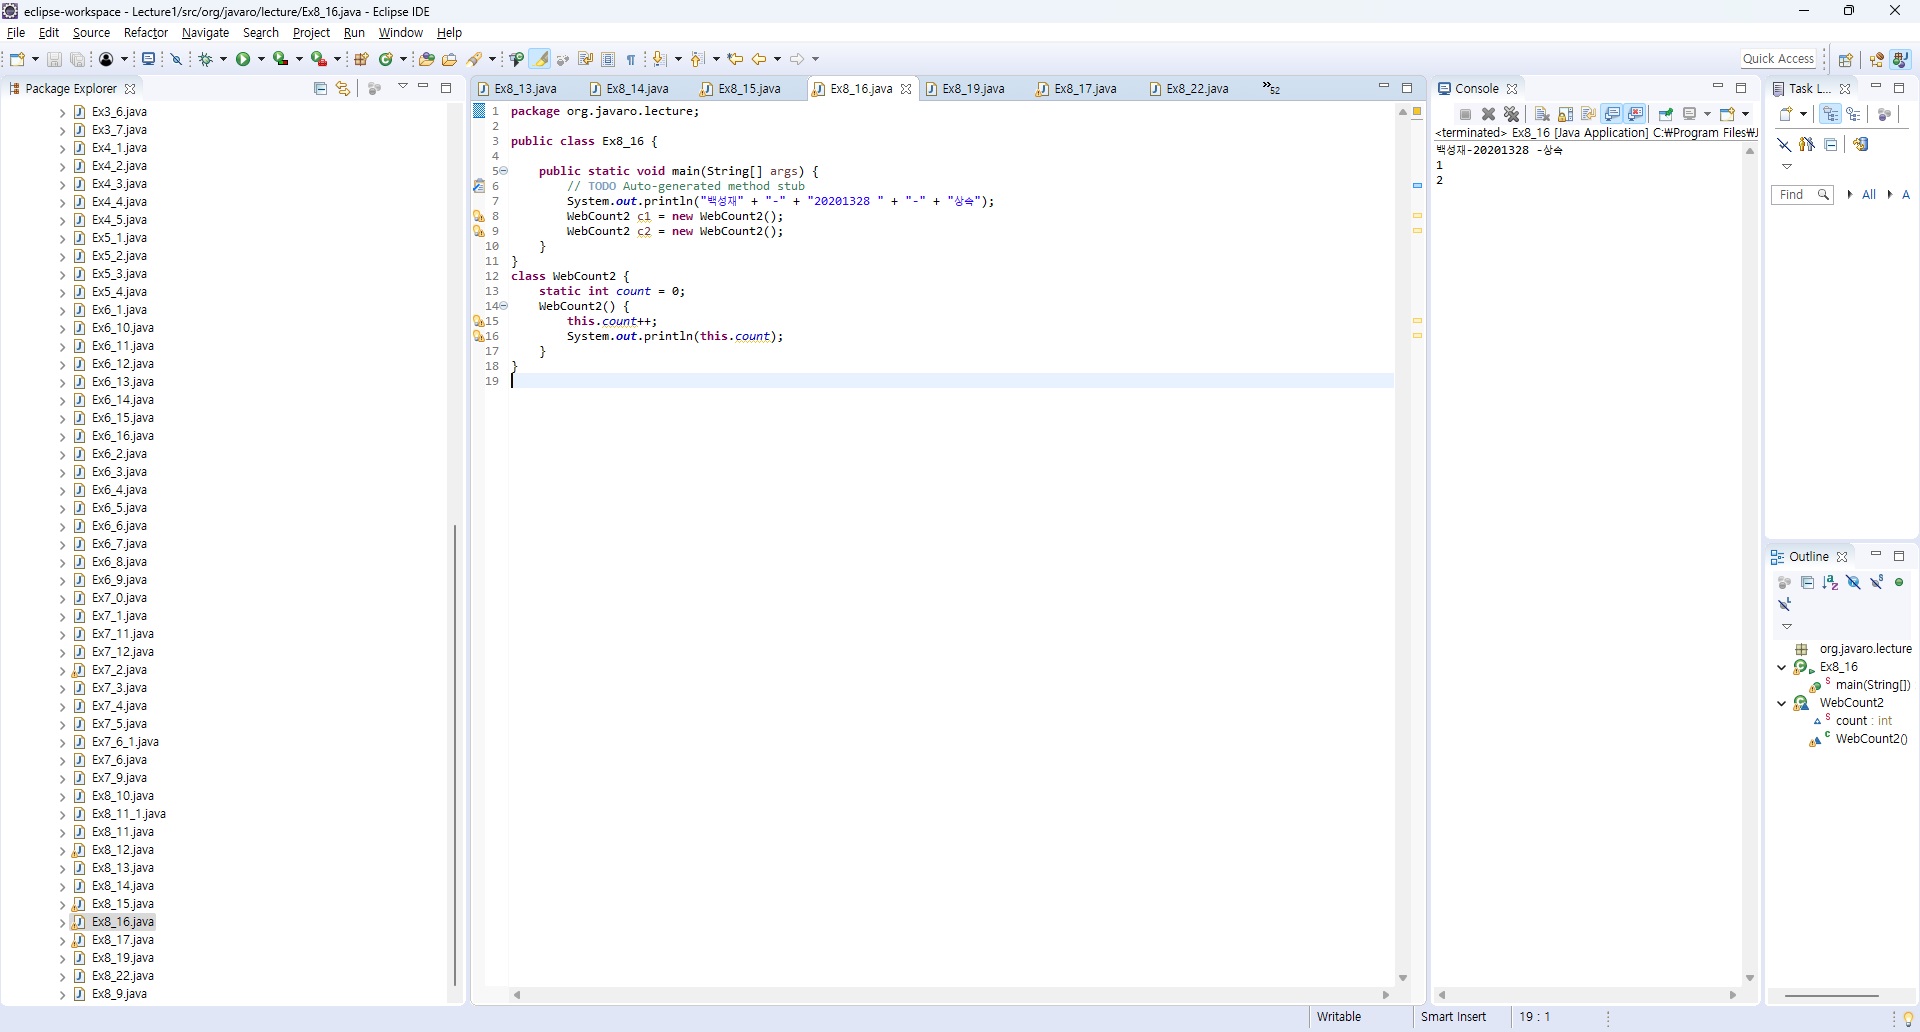 eclipse-workspace - Lecture1/src/org/javaro/lecture/Ex8_16.java - Eclipse IDE
File Edit Source Refactor Navigate Search Project Run Window Help
Quick Access
Package Explorer
Ex3_6.java
Ex3_7.java
Ex4_1.java
Ex4_2.java
Ex4_3.java
Ex4_4.java
Ex4_5.java
Ex5_1.java
Ex5_2.java
Ex5_3.java
Ex5_4.java
Ex6_1.java
Ex6_10.java
Ex6_11.java
Ex6_12.java
Ex6_13.java
Ex6_14.java
Ex6_15.java
Ex6_16.java
Ex6_2.java
Ex6_3.java
Ex6_4.java
Ex6_5.java
Ex6_6.java
Ex6_7.java
Ex6_8.java
Ex6_9.java
Ex7_0.java
Ex7_1.java
Ex7_11.java
Ex7_12.java
Ex7_2.java
Ex7_3.java
Ex7_4.java
Ex7_5.java
Ex7_6_1.java
Ex7_6.java
Ex7_9.java
Ex8_10.java
Ex8_11_1.java
Ex8_11.java
Ex8_12.java
Ex8_13.java
Ex8_14.java
Ex8_15.java
Ex8_16.java
Ex8_17.java
Ex8_19.java
Ex8_22.java
Ex8_9.java
Ex8_13.java Ex8_14.java Ex8_15.java Ex8_16.java Ex8_19.java Ex8_17.java Ex8_22.java »52
1 package org.javaro.lecture;
2
3 public class Ex8_16 {
4
5 public static void main(String[] args) {
6 // TODO Auto-generated method stub
7 System.out.println("백성재" + "-" + "20201328 " + "-" + "상속");
8 WebCount2 c1 = new WebCount2();
9 WebCount2 c2 = new WebCount2();
10 }
11 }
12 class WebCount2 {
13 static int count = 0;
14 WebCount2() {
15 this.count++;
16 System.out.println(this.count);
17 }
18 }
19
Console
<terminated> Ex8_16 [Java Application] C:₩Program Files₩J
백성재-20201328 -상속
1
2
Task L...
Find All A
Outline
org.javaro.lecture
Ex8_16
S main(String[])
WebCount2
S count : int
C WebCount2()
Writable Smart Insert 19 : 1